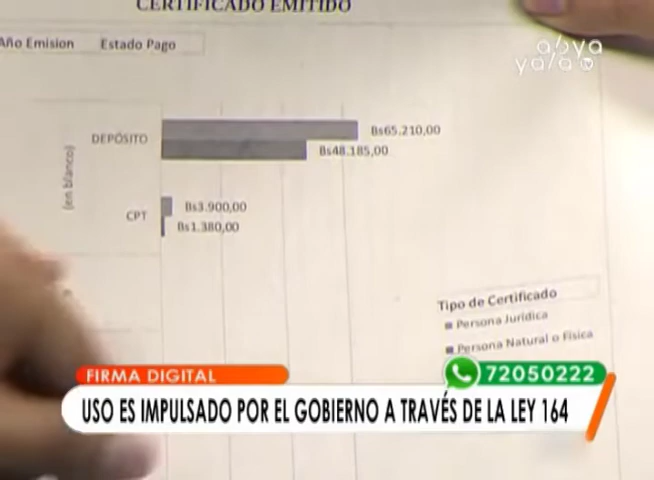 CERTIFICADO EMITIDO
Año Emision
Estado Pago
abya
yala tv
(en blanco)
DEPÓSITO
Bs65.210,00
Bs48.185,00
CPT
Bs3.900,00
Bs1.380,00
Tipo de Certificado
Persona Jurídica
Persona Natural o Física
FIRMA DIGITAL
72050222
USO ES IMPULSADO POR EL GOBIERNO A TRAVÉS DE LA LEY 164